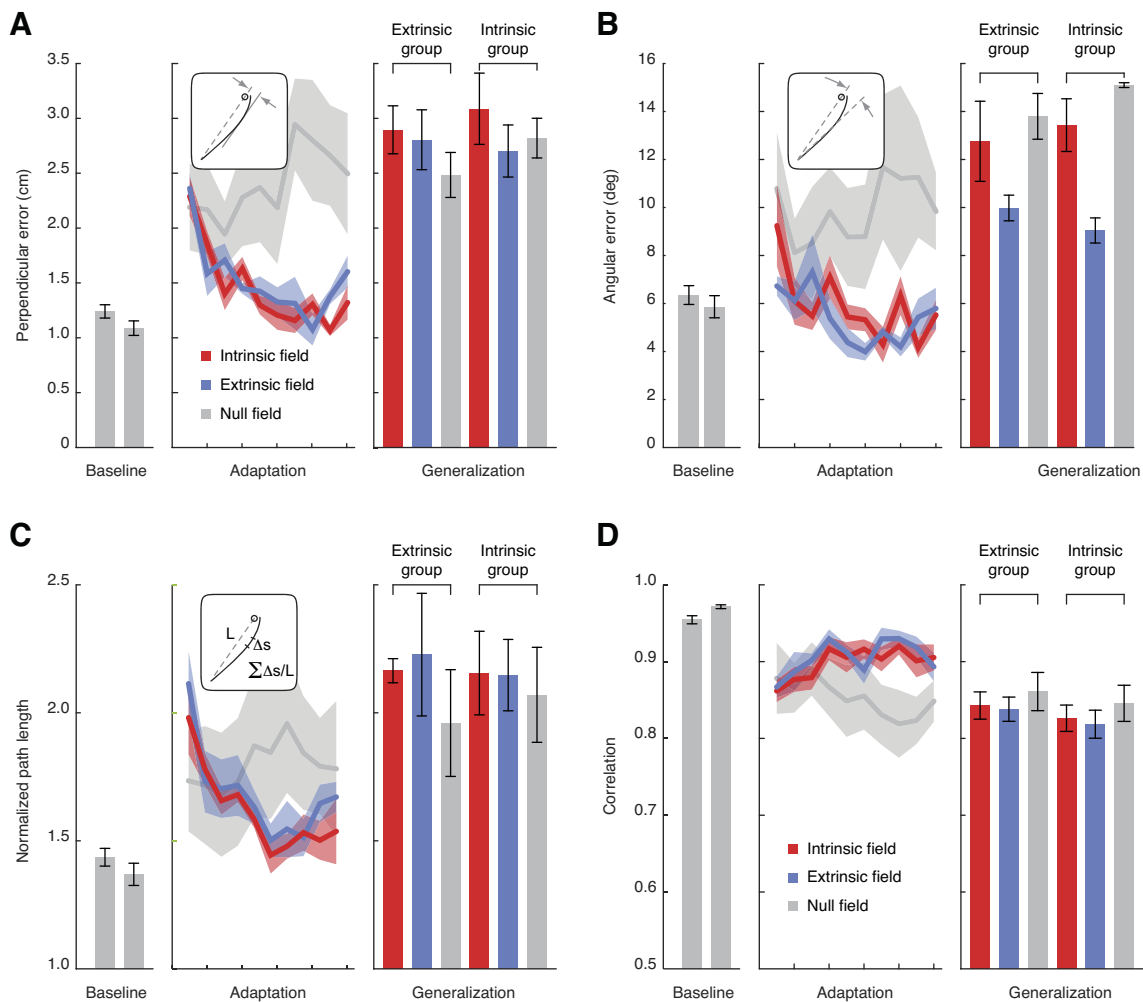 A
Extrinsic group
Intrinsic group
Perpendicular error (cm)
3.5
3.0
2.5
2.0
1.5
1.0
0.5
0
Intrinsic field
Extrinsic field
Null field
Baseline
Adaptation
Generalization
B
Extrinsic group
Intrinsic group
Angular error (deg)
16
14
12
10
8
6
4
2
0
Baseline
Adaptation
Generalization
C
Extrinsic group
Intrinsic group
Normalized path length
2.5
2.0
1.5
1.0
L
Δs
∑Δs/L
Baseline
Adaptation
Generalization
D
Extrinsic group
Intrinsic group
Correlation
1.0
0.9
0.8
0.7
0.6
0.5
Intrinsic field
Extrinsic field
Null field
Baseline
Adaptation
Generalization